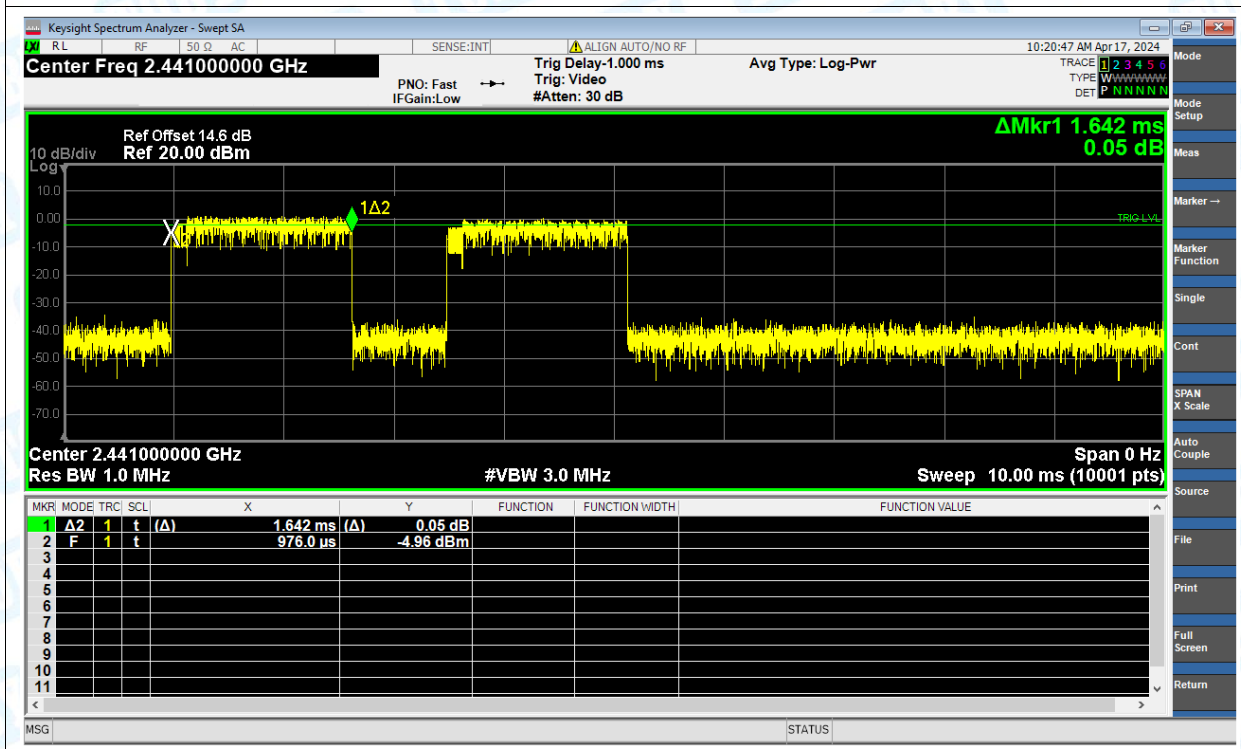 Keysight Spectrum Analyzer - Swept SA
LXI RL RF 50 Ω AC SENSE:INT ALIGN AUTO/NO RF 10:20:47 AM Apr 17, 2024
Center Freq 2.441000000 GHz
PNO: Fast
IFGain:Low
Trig Delay-1.000 ms
Trig: Video
#Atten: 30 dB
Avg Type: Log-Pwr
TRACE 1 2 3 4 5 6
TYPE WWWWWW
DET P NNNNN
Ref Offset 14.6 dB
10 dB/div Ref 20.00 dBm
Log
ΔMkr1 1.642 ms
0.05 dB
10.0
0.00
-10.0
-20.0
-30.0
-40.0
-50.0
-60.0
-70.0
X
1Δ2
TRIG LVL
Center 2.441000000 GHz Span 0 Hz
Res BW 1.0 MHz #VBW 3.0 MHz Sweep 10.00 ms (10001 pts)
MKR MODE TRC SCL X Y FUNCTION FUNCTION WIDTH FUNCTION VALUE
1 Δ2 1 t (Δ) 1.642 ms (Δ) 0.05 dB
2 F 1 t 976.0 µs -4.96 dBm
3
4
5
6
7
8
9
10
11
MSG STATUS
Mode
Mode Setup
Meas
Marker →
Marker Function
Single
Cont
SPAN X Scale
Auto Couple
Source
File
Print
Full Screen
Return